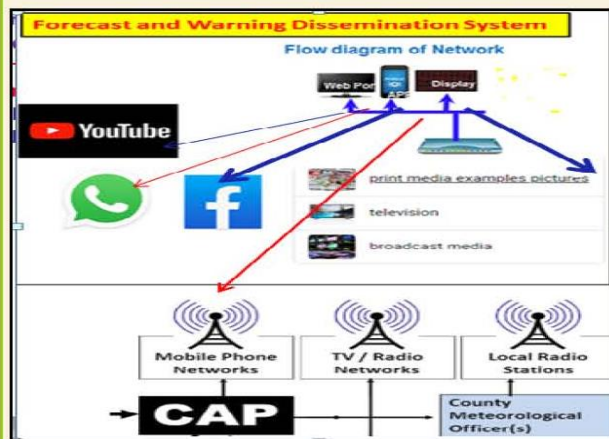 Forecast and Warning Dissemination System
Flow diagram of Network
Web Por
APP
Display
YouTube
print media examples pictures
television
broadcast media
Mobile Phone
Networks
TV / Radio
Networks
Local Radio
Stations
CAP
County
Meteorological
Officer(s)